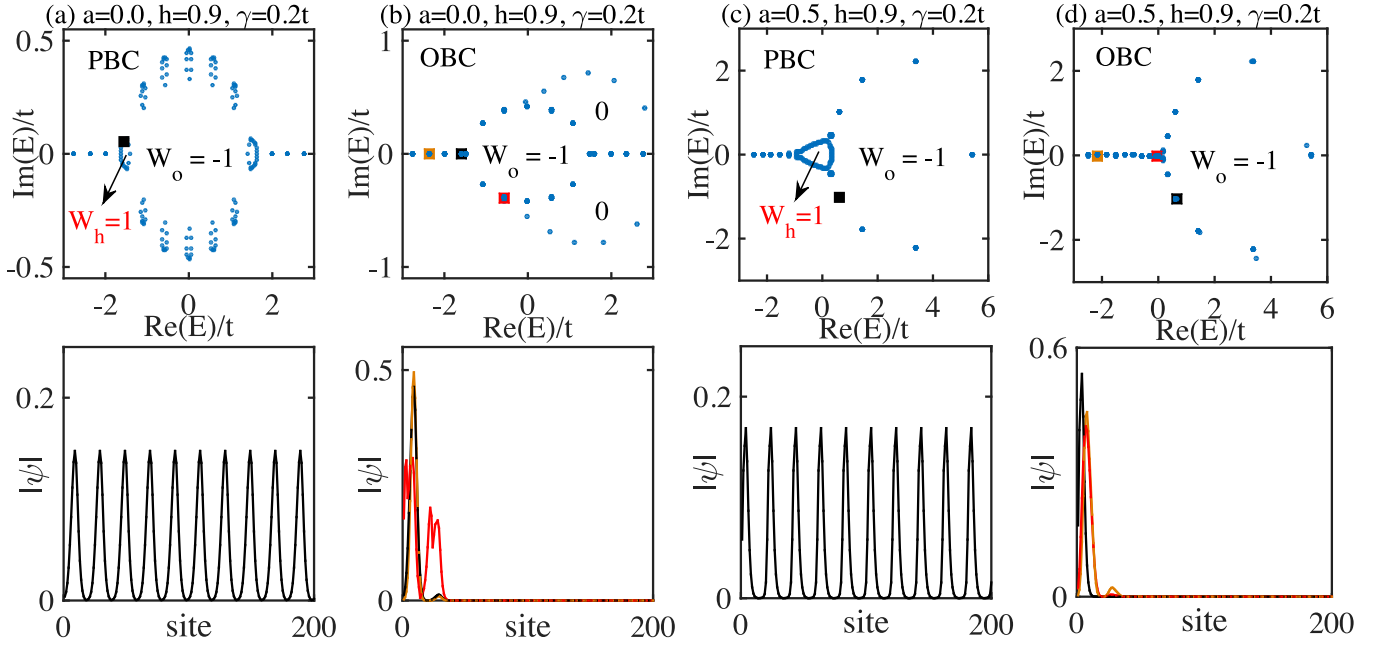 (a) a=0.0, h=0.9, γ=0.2t
(b) a=0.0, h=0.9, γ=0.2t
(c) a=0.5, h=0.9, γ=0.2t
(d) a=0.5, h=0.9, γ=0.2t
0.5
0
-0.5
Im(E)/t
PBC
W_o = -1
W_h=1
-2
0
2
Re(E)/t
1
0
-1
Im(E)/t
OBC
0
W_o = -1
0
-2
0
2
Re(E)/t
2
0
-2
Im(E)/t
PBC
W_o = -1
W_h=1
-2
0
2
4
6
Re(E)/t
2
0
-2
Im(E)/t
OBC
W_o = -1
-2
0
2
4
6
Re(E)/t
0.2
0
|ψ|
0
site
200
0.5
0
|ψ|
0
site
200
0.2
0
|ψ|
0
site
200
0.6
0
|ψ|
0
site
200